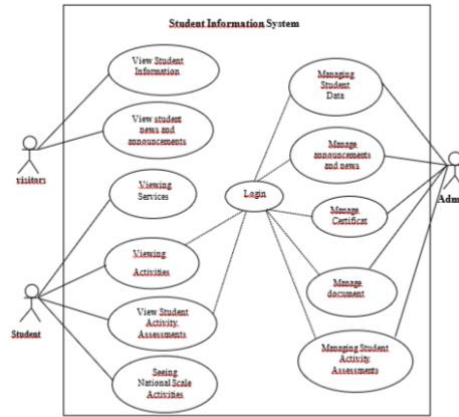 Student Information System
View Student
Information
View student
news and
announcements
visitors
Viewing
Services
Viewing
Activities
View Student
Activity
Assessments
Student
Seeing
National Scale
Activities
Login
Managing
Student
Data
Manage
announcements
and news
Manage
Certificat
Manage
document
Managing Student
Activity
Assessments
Adm